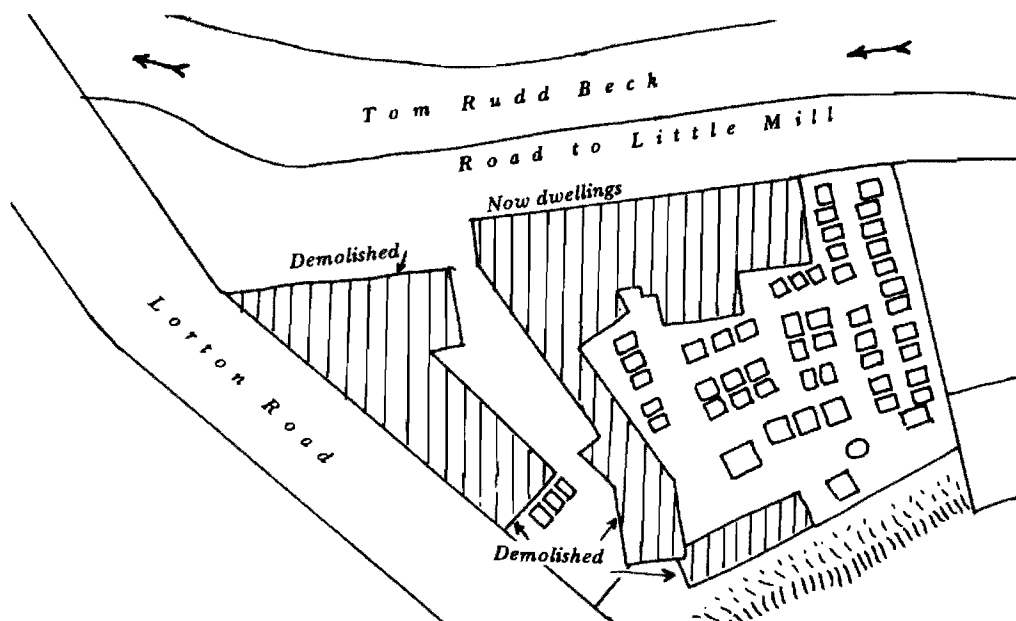 Tom Rudd Beck
Road to Little Mill
Now dwellings
Demolished
Lorton Road
Demolished